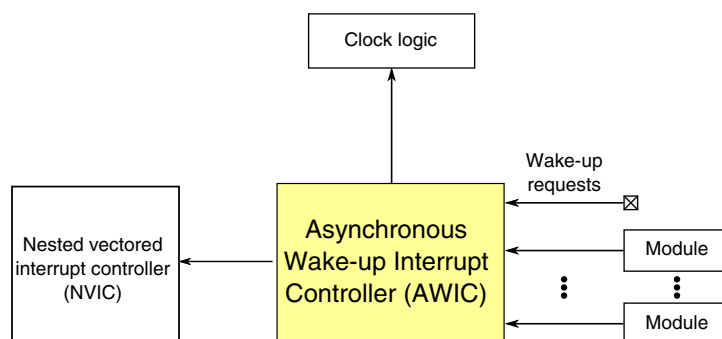 Clock logic
Wake-up
requests
Nested vectored
interrupt controller
(NVIC)
Asynchronous
Wake-up Interrupt
Controller (AWIC)
Module
Module